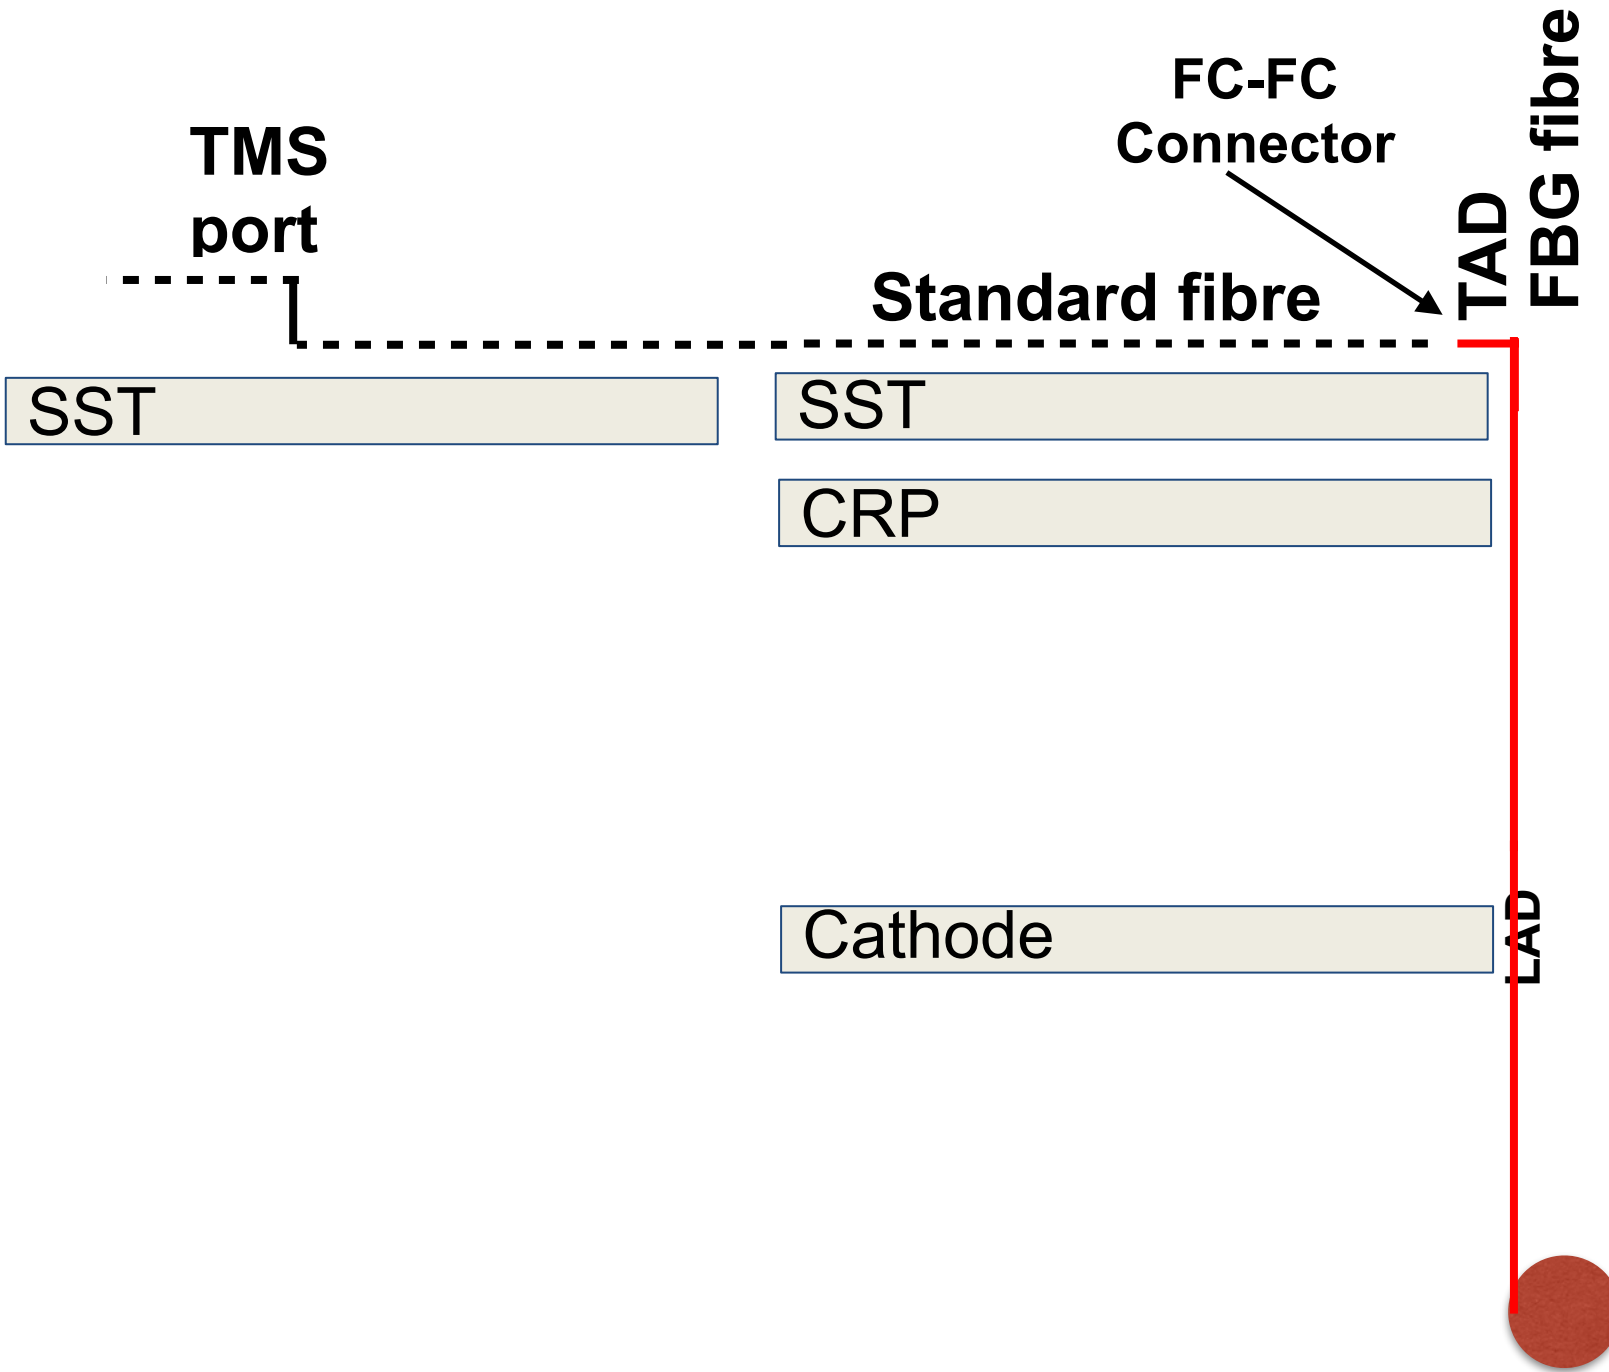 FC-FC
Connector
TMS
port
TAD
FBG fibre
Standard fibre
SST
SST
CRP
Cathode
LAD